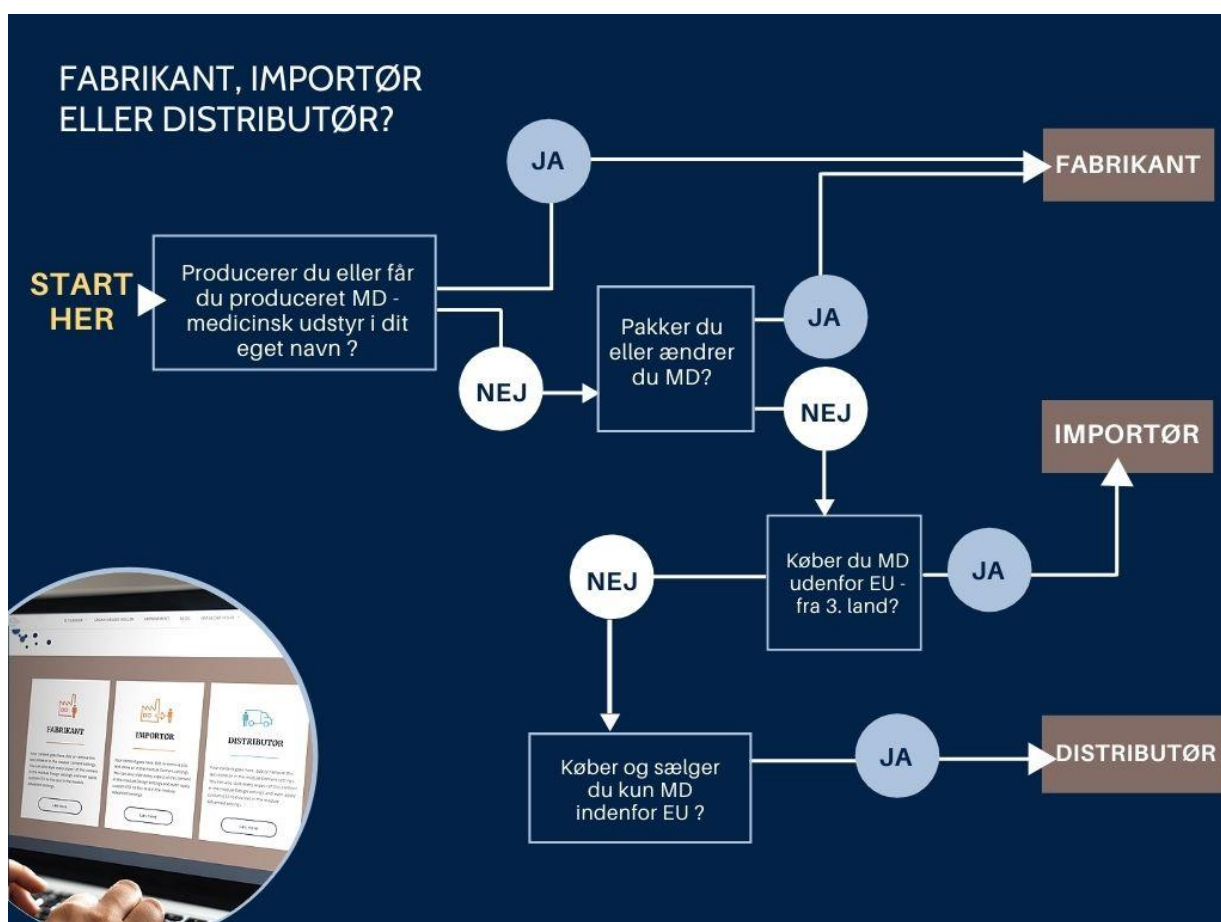 FABRIKANT, IMPORTØR
ELLER DISTRIBUTØR?
JA
FABRIKANT
START
HER
Producerer du eller får
du produceret MD -
medicinsk udstyr i dit
eget navn ?
NEJ
Pakker du
eller ændrer
du MD?
JA
NEJ
IMPORTØR
Køber du MD
udenfor EU -
fra 3. land?
JA
NEJ
Køber og sælger
du kun MD
indenfor EU ?
JA
DISTRIBUTØR
FABRIKANT
IMPORTØR
DISTRIBUTØR